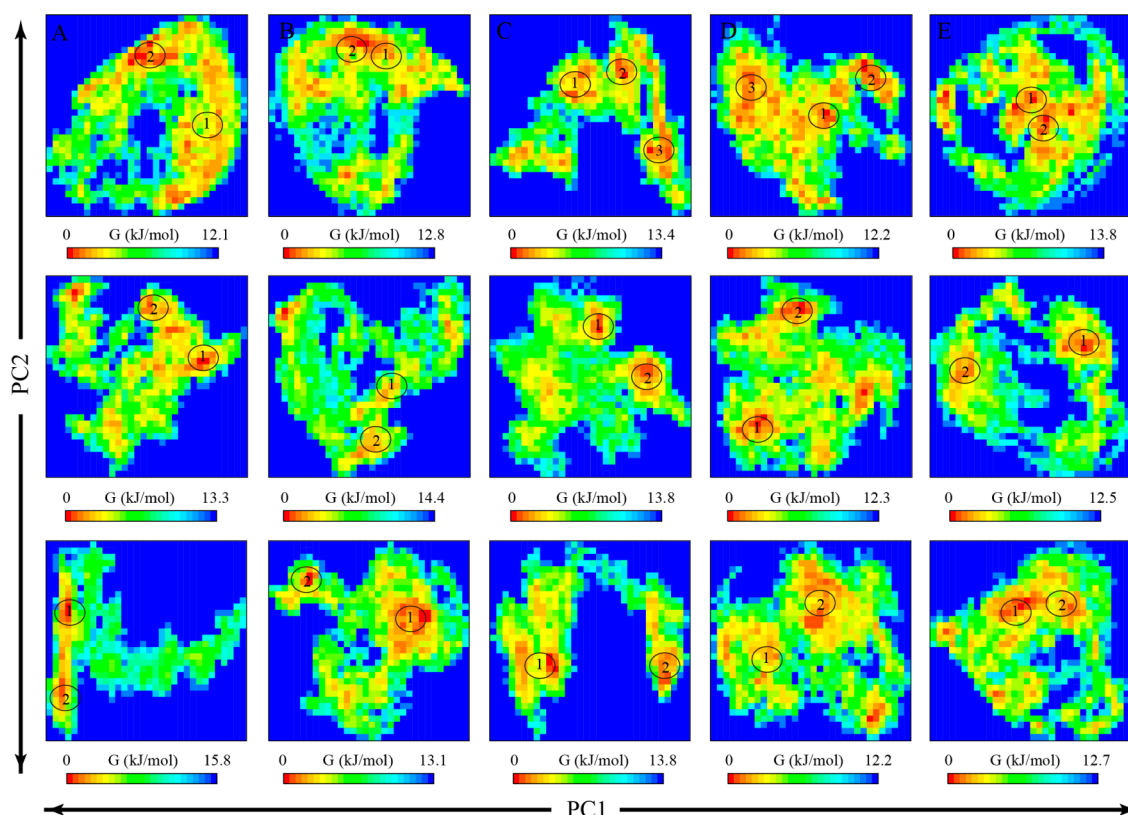 A B C D E
2 2 1 1 2 3 2 1
1 3 1 2
G (kJ/mol) G (kJ/mol) G (kJ/mol) G (kJ/mol) G (kJ/mol)
0 12.1 0 12.8 0 13.4 0 12.2 0 13.8
2 1 2 1
1 1 2 2
2 1
G (kJ/mol) G (kJ/mol) G (kJ/mol) G (kJ/mol) G (kJ/mol)
0 13.3 0 14.4 0 13.8 0 12.3 0 12.5
1 2 1 2 1 2
2 1 2 1
G (kJ/mol) G (kJ/mol) G (kJ/mol) G (kJ/mol) G (kJ/mol)
0 15.8 0 13.1 0 13.8 0 12.2 0 12.7
PC2
PC1